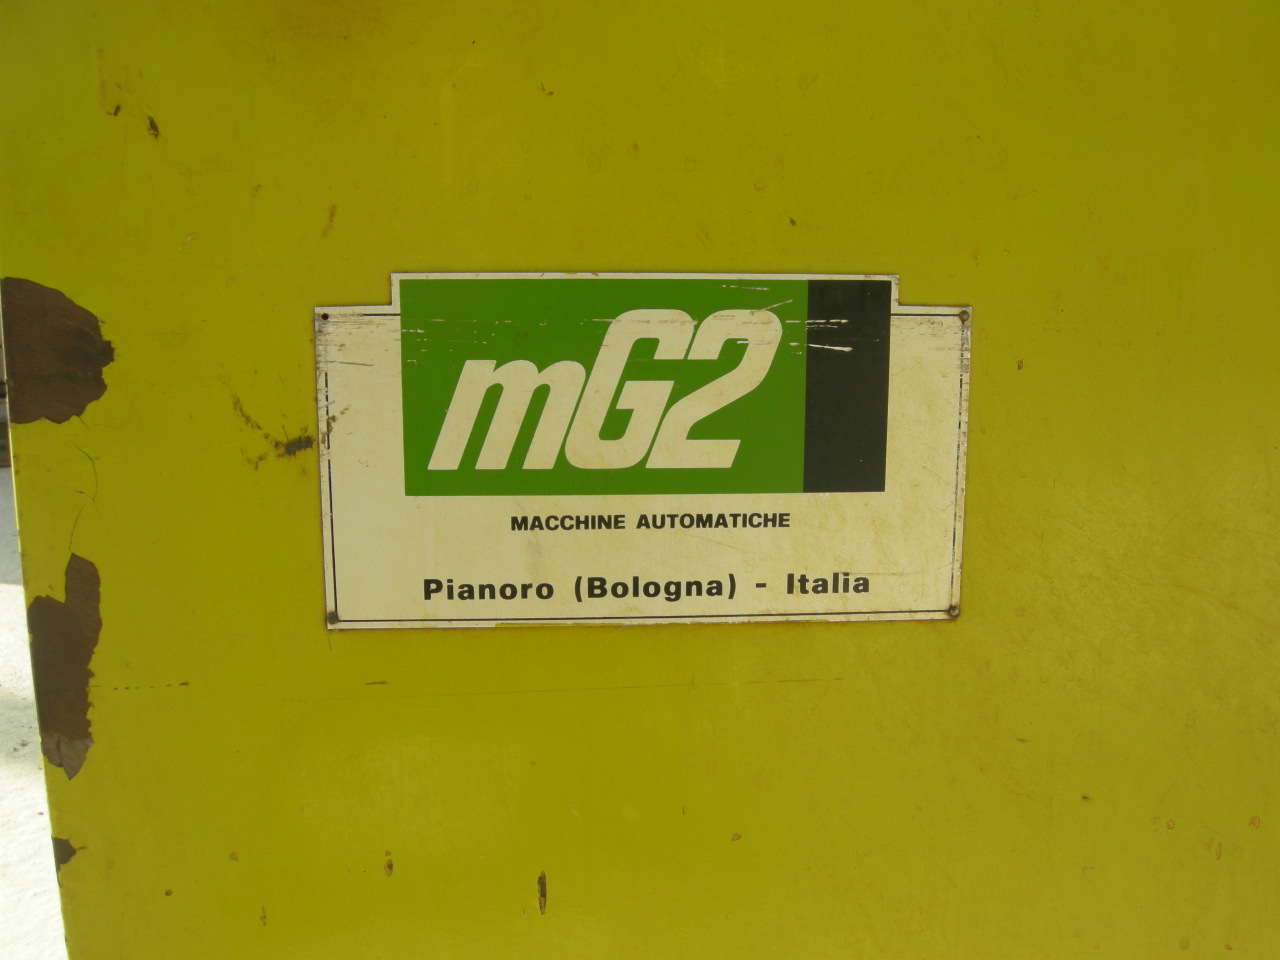 mG2
MACCHINE AUTOMATICHE
Pianoro (Bologna) - Italia